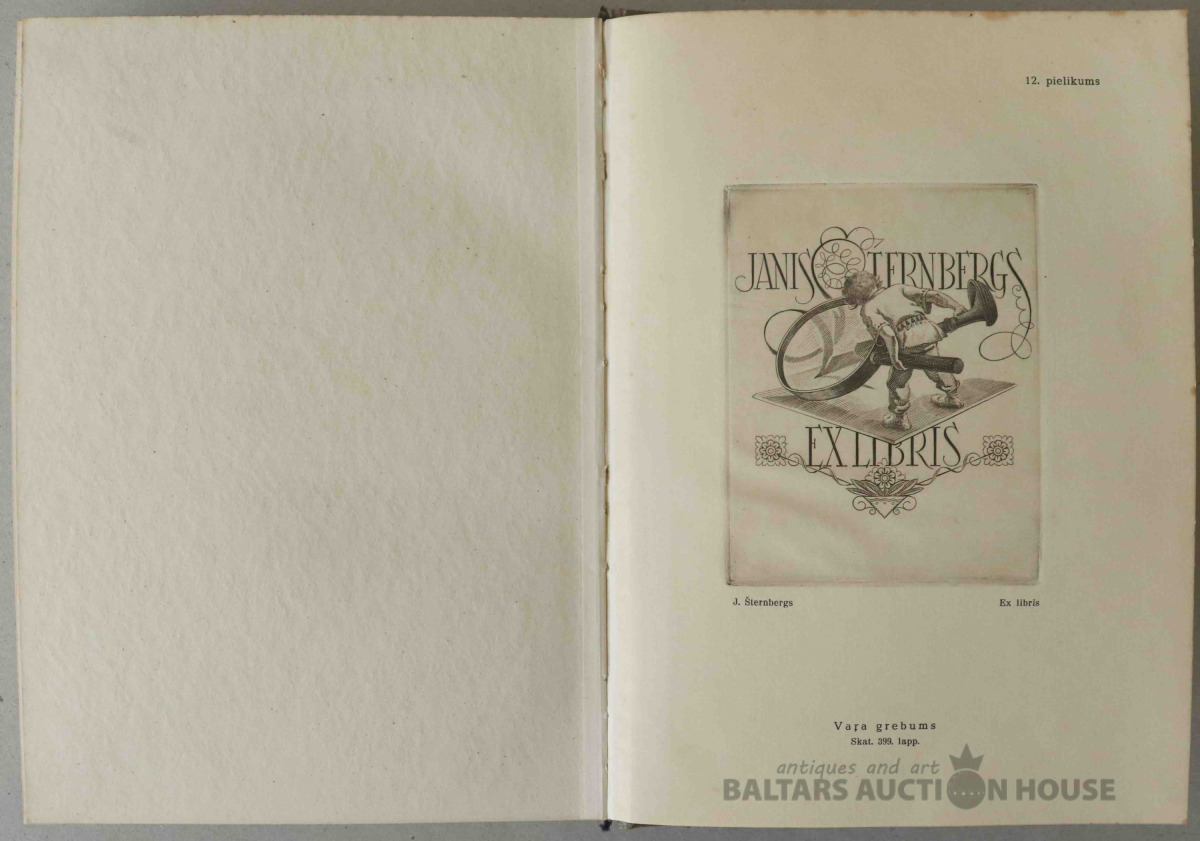 12. pielikums
JANIS ŠTERNBERGS
EX LIBRIS
J. Šternbergs Ex libris
Vaŗa grebums
Skat. 399. lapp.
antiques and art
BALTARS AUCTION HOUSE